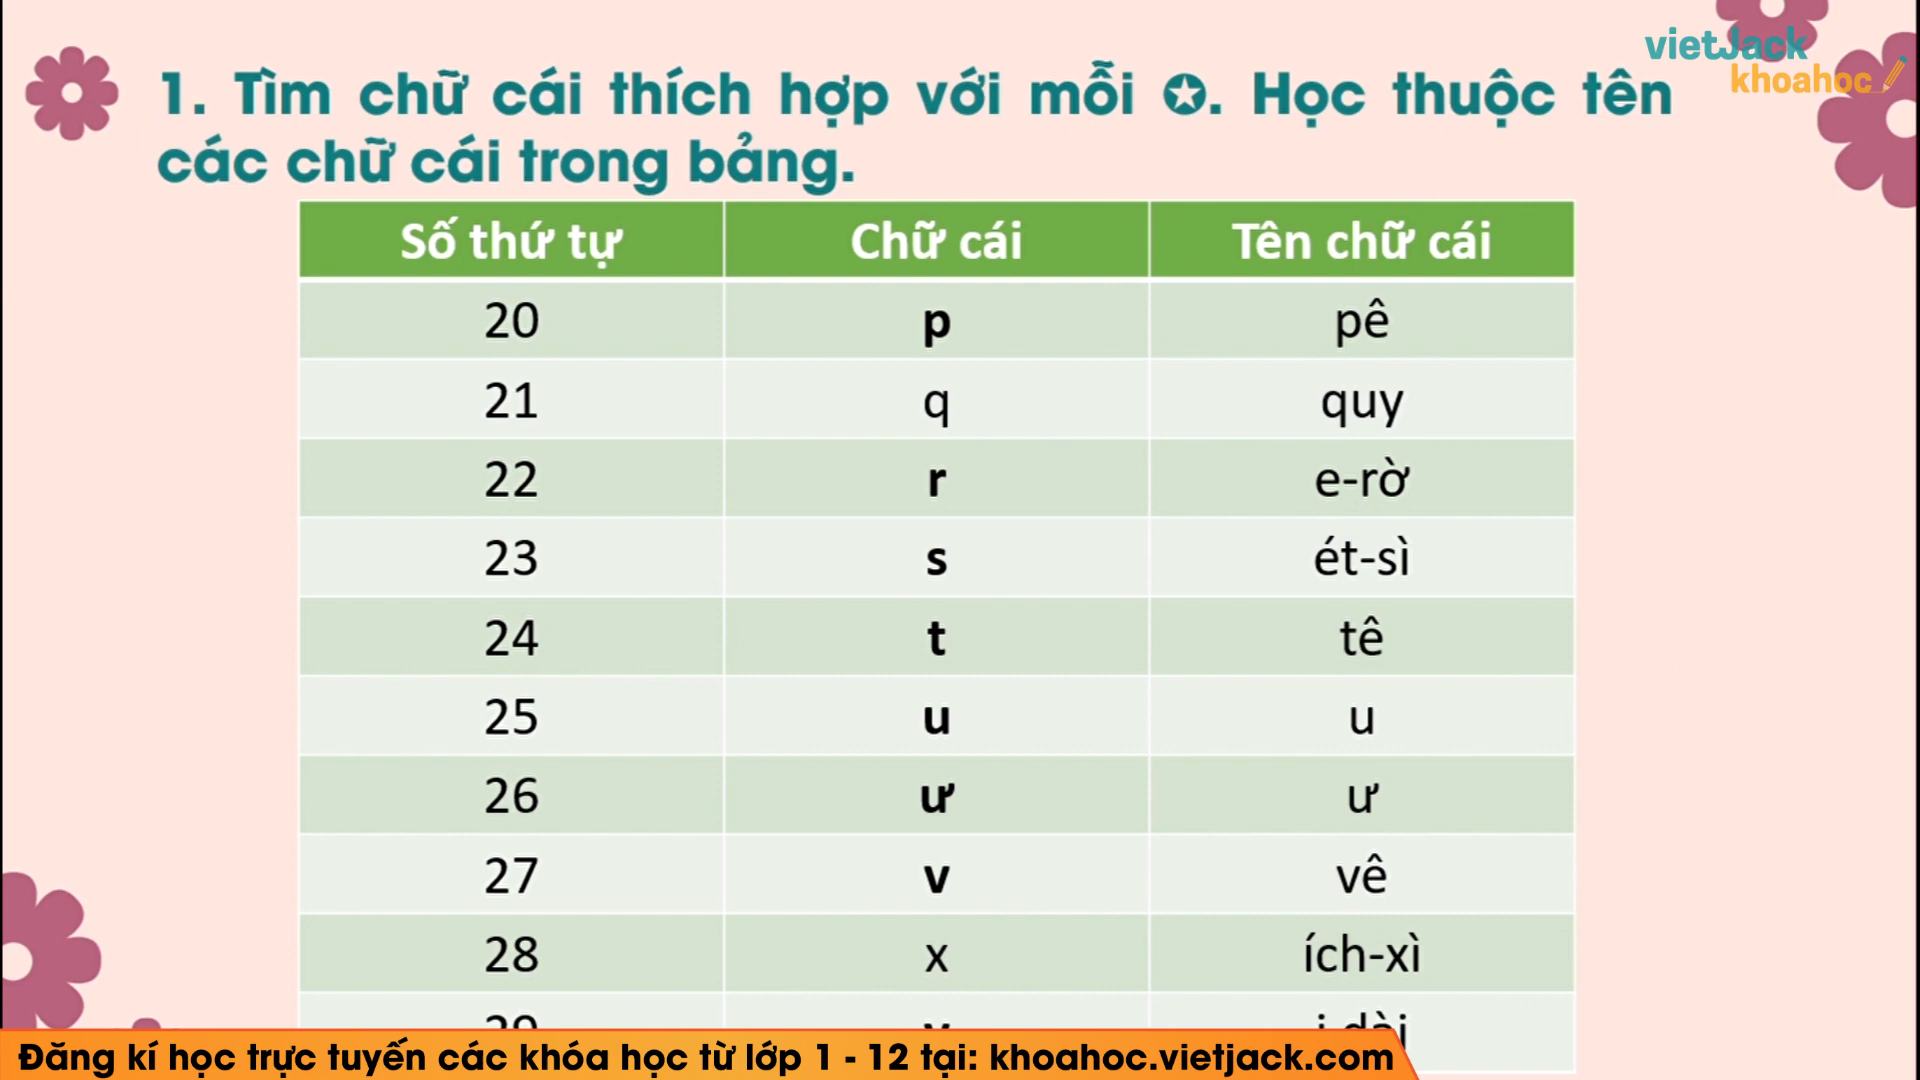 vietJack
khoahoc
1. Tìm chữ cái thích hợp với mỗi ✪. Học thuộc tên
các chữ cái trong bảng.
Số thứ tự Chữ cái Tên chữ cái
20 p pê
21 q quy
22 r e-rờ
23 s ét-sì
24 t tê
25 u u
26 ư ư
27 v vê
28 x ích-xì
29 y i dài
Đăng kí học trực tuyến các khóa học từ lớp 1 - 12 tại: khoahoc.vietjack.com